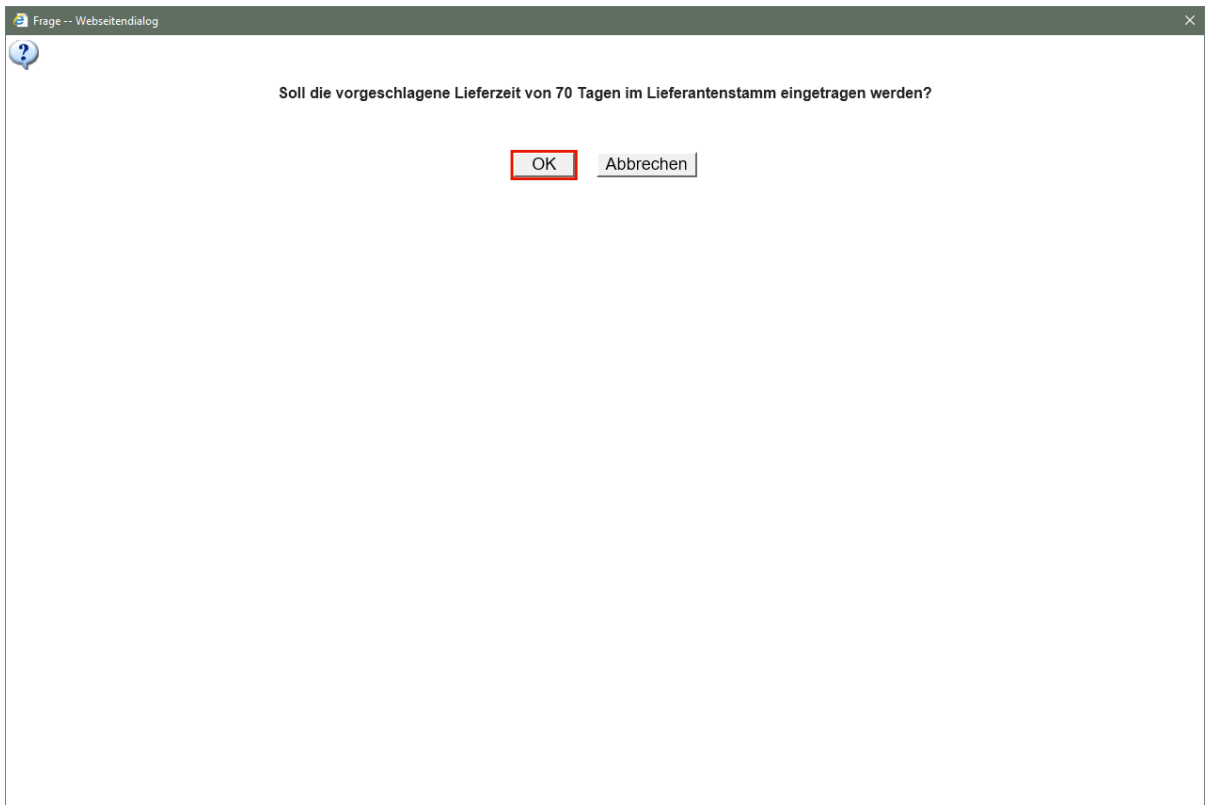 Frage -- Webseitendialog
Soll die vorgeschlagene Lieferzeit von 70 Tagen im Lieferantenstamm eingetragen werden?
OK Abbrechen